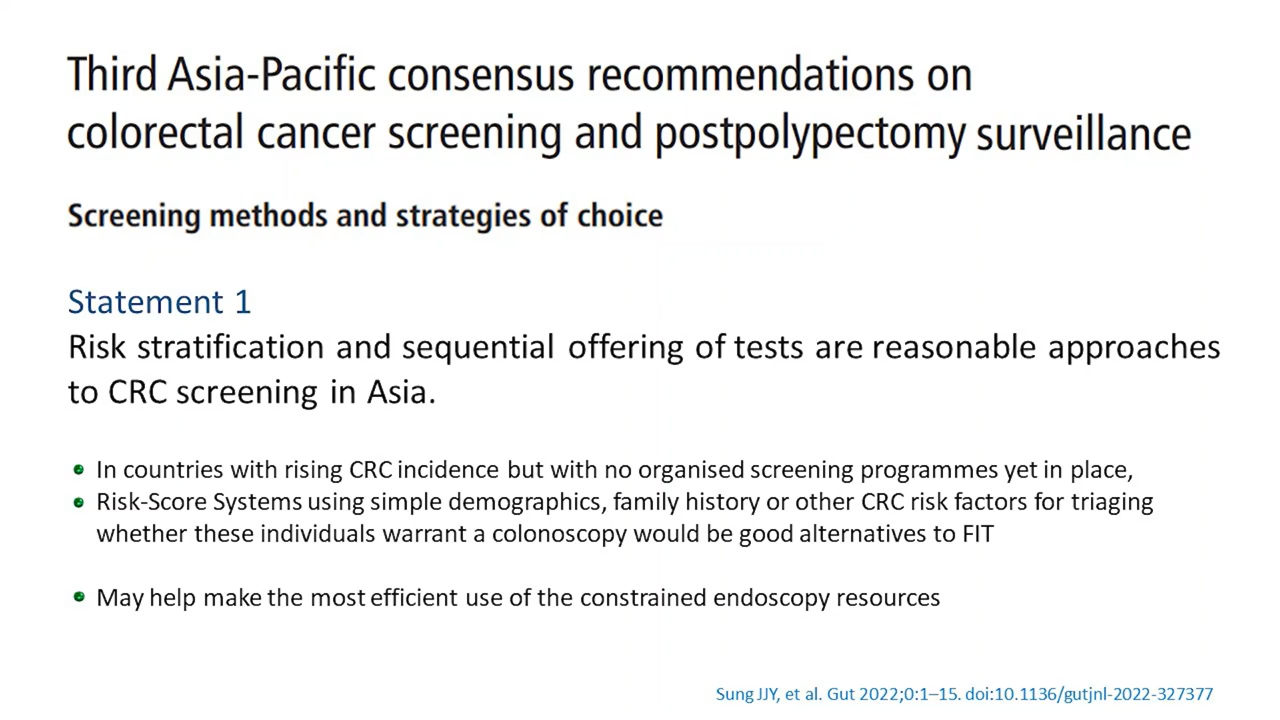 Third Asia-Pacific consensus recommendations on
colorectal cancer screening and postpolypectomy surveillance
Screening methods and strategies of choice
Statement 1
Risk stratification and sequential offering of tests are reasonable approaches
to CRC screening in Asia.
In countries with rising CRC incidence but with no organised screening programmes yet in place,
Risk-Score Systems using simple demographics, family history or other CRC risk factors for triaging
whether these individuals warrant a colonoscopy would be good alternatives to FIT
May help make the most efficient use of the constrained endoscopy resources
Sung JJY, et al. Gut 2022;0:1–15. doi:10.1136/gutjnl-2022-327377